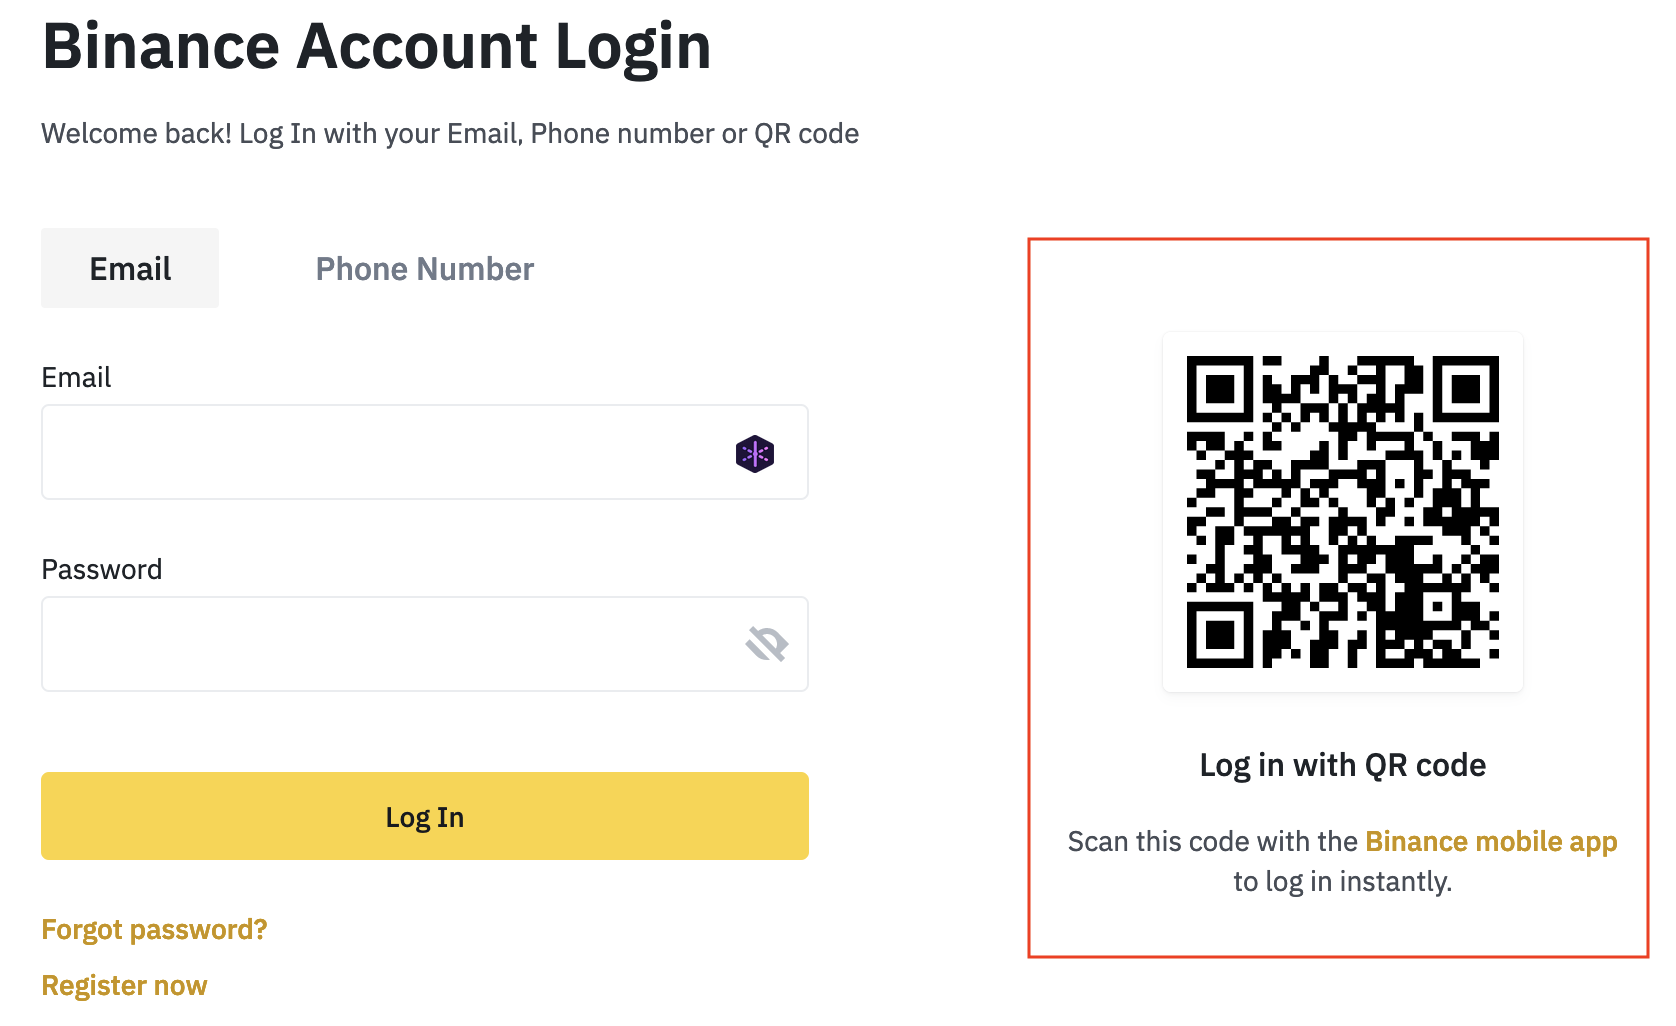 Binance Account Login
Welcome back! Log In with your Email, Phone number or QR code
Email
Phone Number
Email
Password
Log In
Forgot password?
Register now
Log in with QR code
Scan this code with the Binance mobile app
to log in instantly.